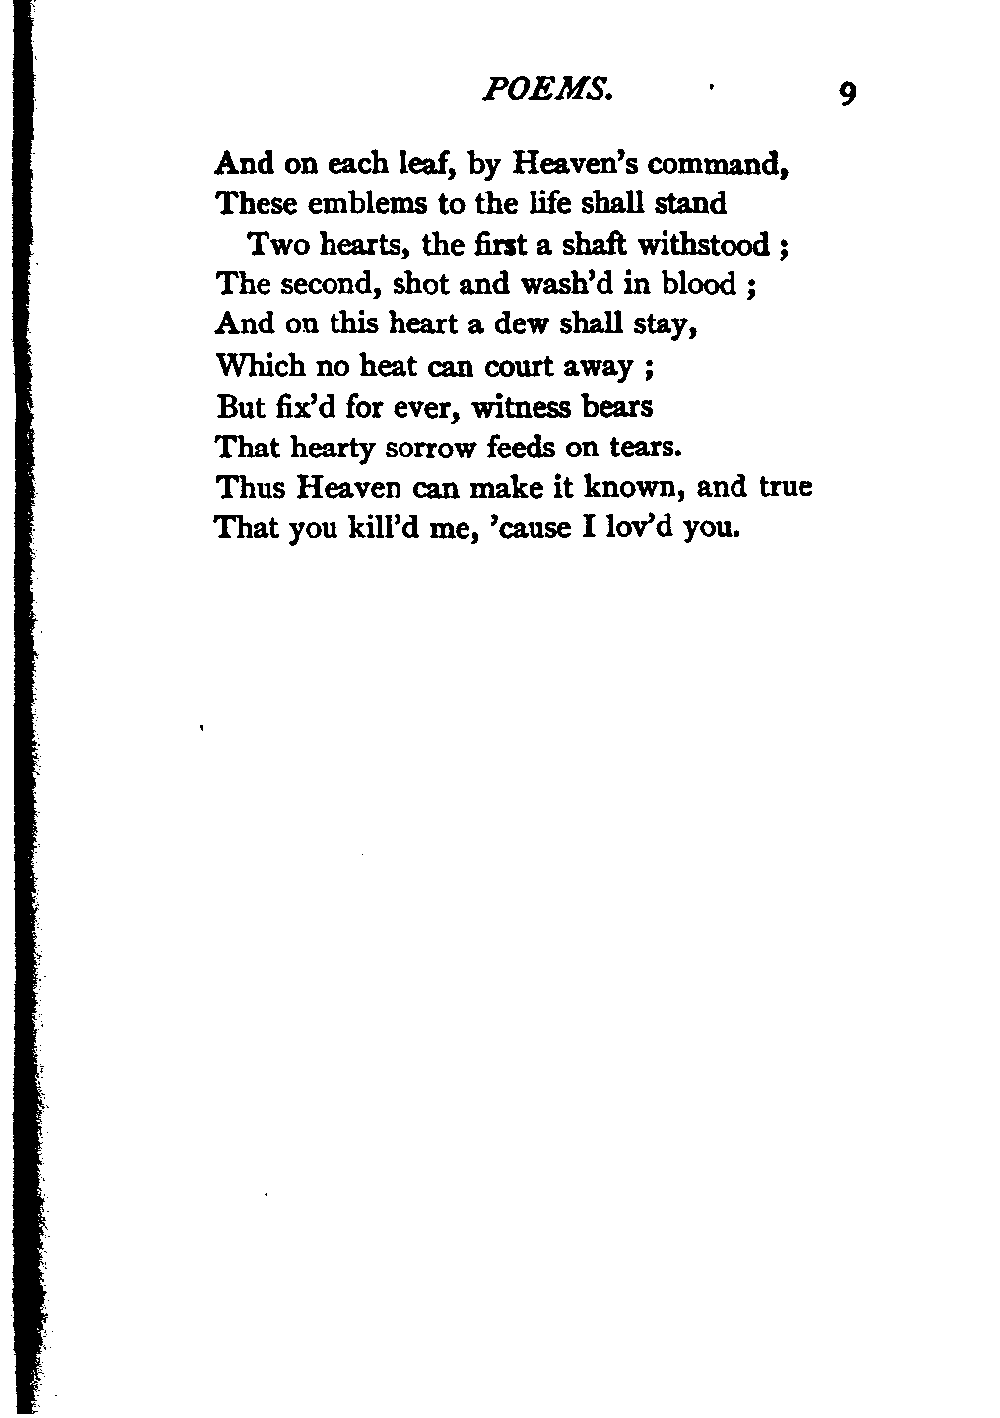 POEMS. 9
And on each leaf, by Heaven's command,
These emblems to the life shall stand
Two hearts, the first a shaft withstood ;
The second, shot and wash'd in blood ;
And on this heart a dew shall stay,
Which no heat can court away ;
But fix'd for ever, witness bears
That hearty sorrow feeds on tears.
Thus Heaven can make it known, and true
That you kill'd me, 'cause I lov'd you.